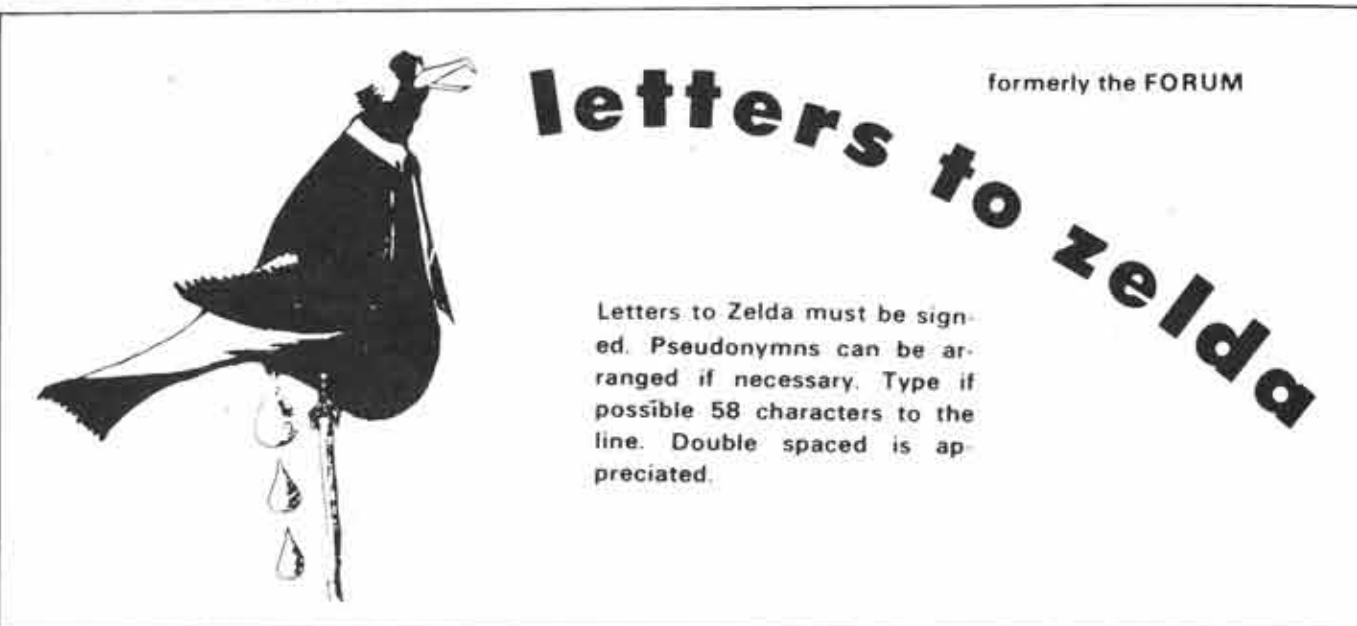 letters to zelda
formerly the FORUM
Letters to Zelda must be sign-
ed. Pseudonymns can be ar-
ranged if necessary. Type if
possible 58 characters to the
line. Double spaced is ap-
preciated.